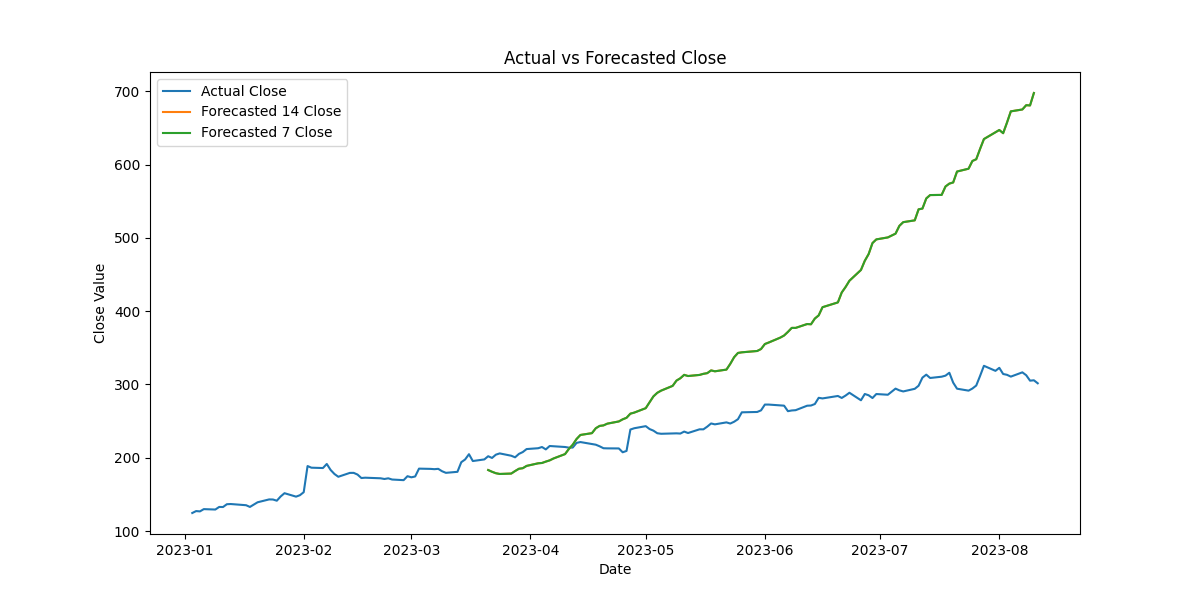 Actual vs Forecasted Close
Actual Close
Forecasted 14 Close
Forecasted 7 Close
700
600
500
400
300
200
100
Close Value
2023-01 2023-02 2023-03 2023-04 2023-05 2023-06 2023-07 2023-08
Date